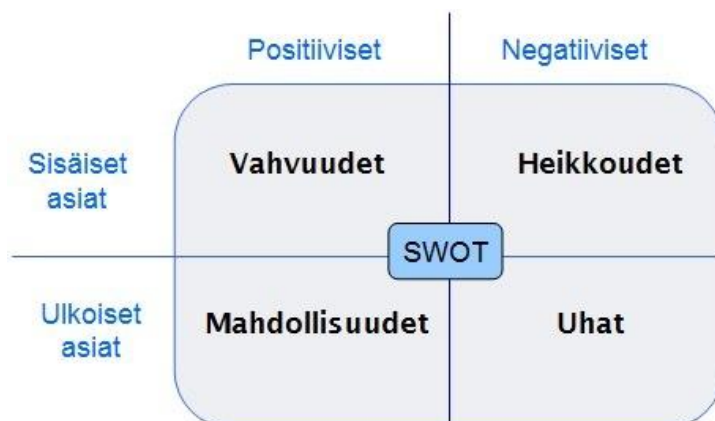 Positiiviset
Negatiiviset
Sisäiset
asiat
Vahvuudet
Heikkoudet
SWOT
Ulkoiset
asiat
Mahdollisuudet
Uhat